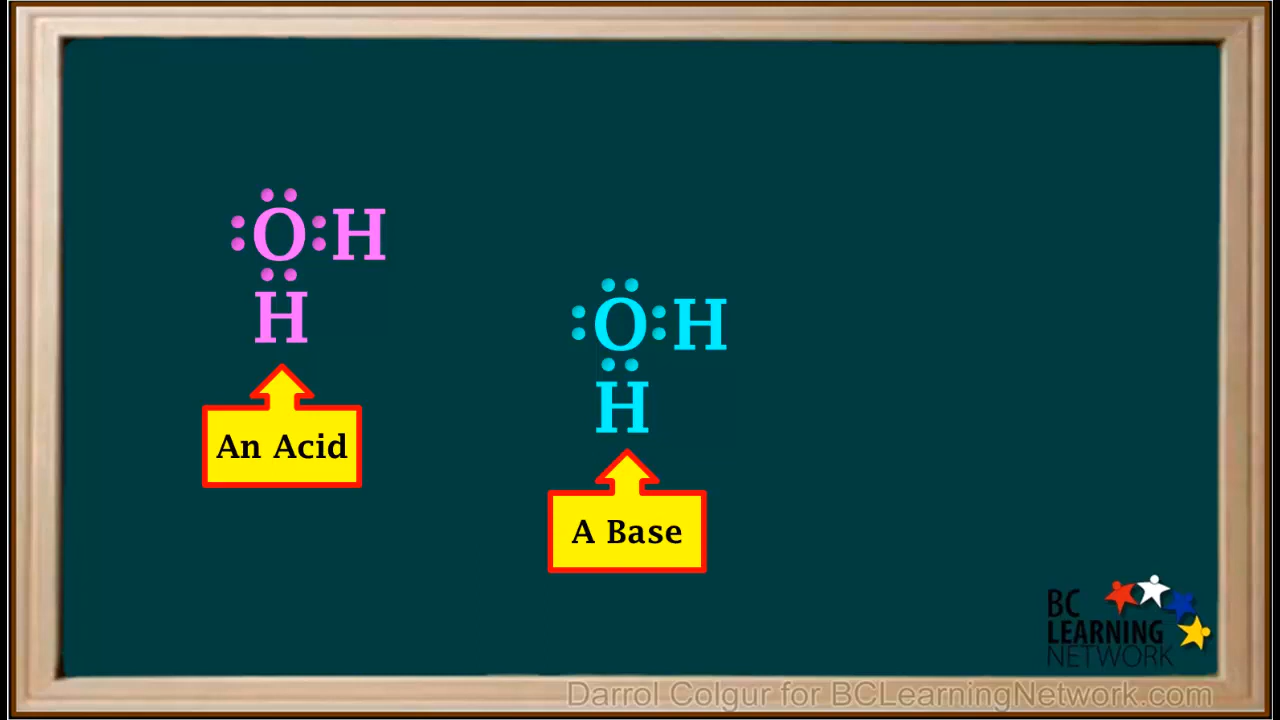 O H
H
An Acid
O H
H
A Base
BC
LEARNING
NETWORK
Darrol Colgur for BCLearningNetwork.com